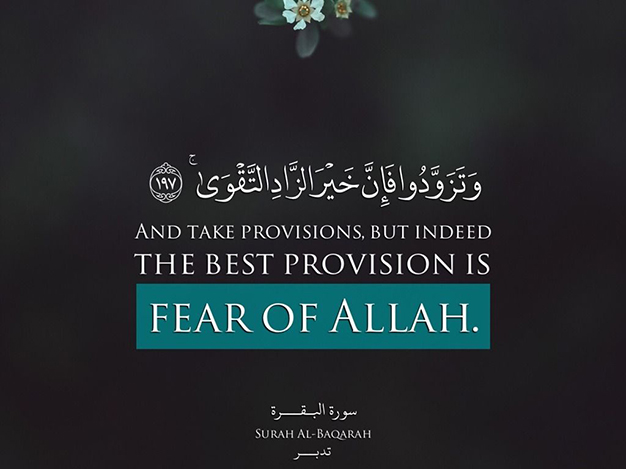 وَتَزَوَّدُوا فَإِنَّ خَيْرَ الزَّادِ التَّقْوَىٰ ۚ ١٩٧
And take provisions, but indeed
the best provision is
fear of Allah.
سورة البـقـــرة
Surah Al-Baqarah
تدبـــر